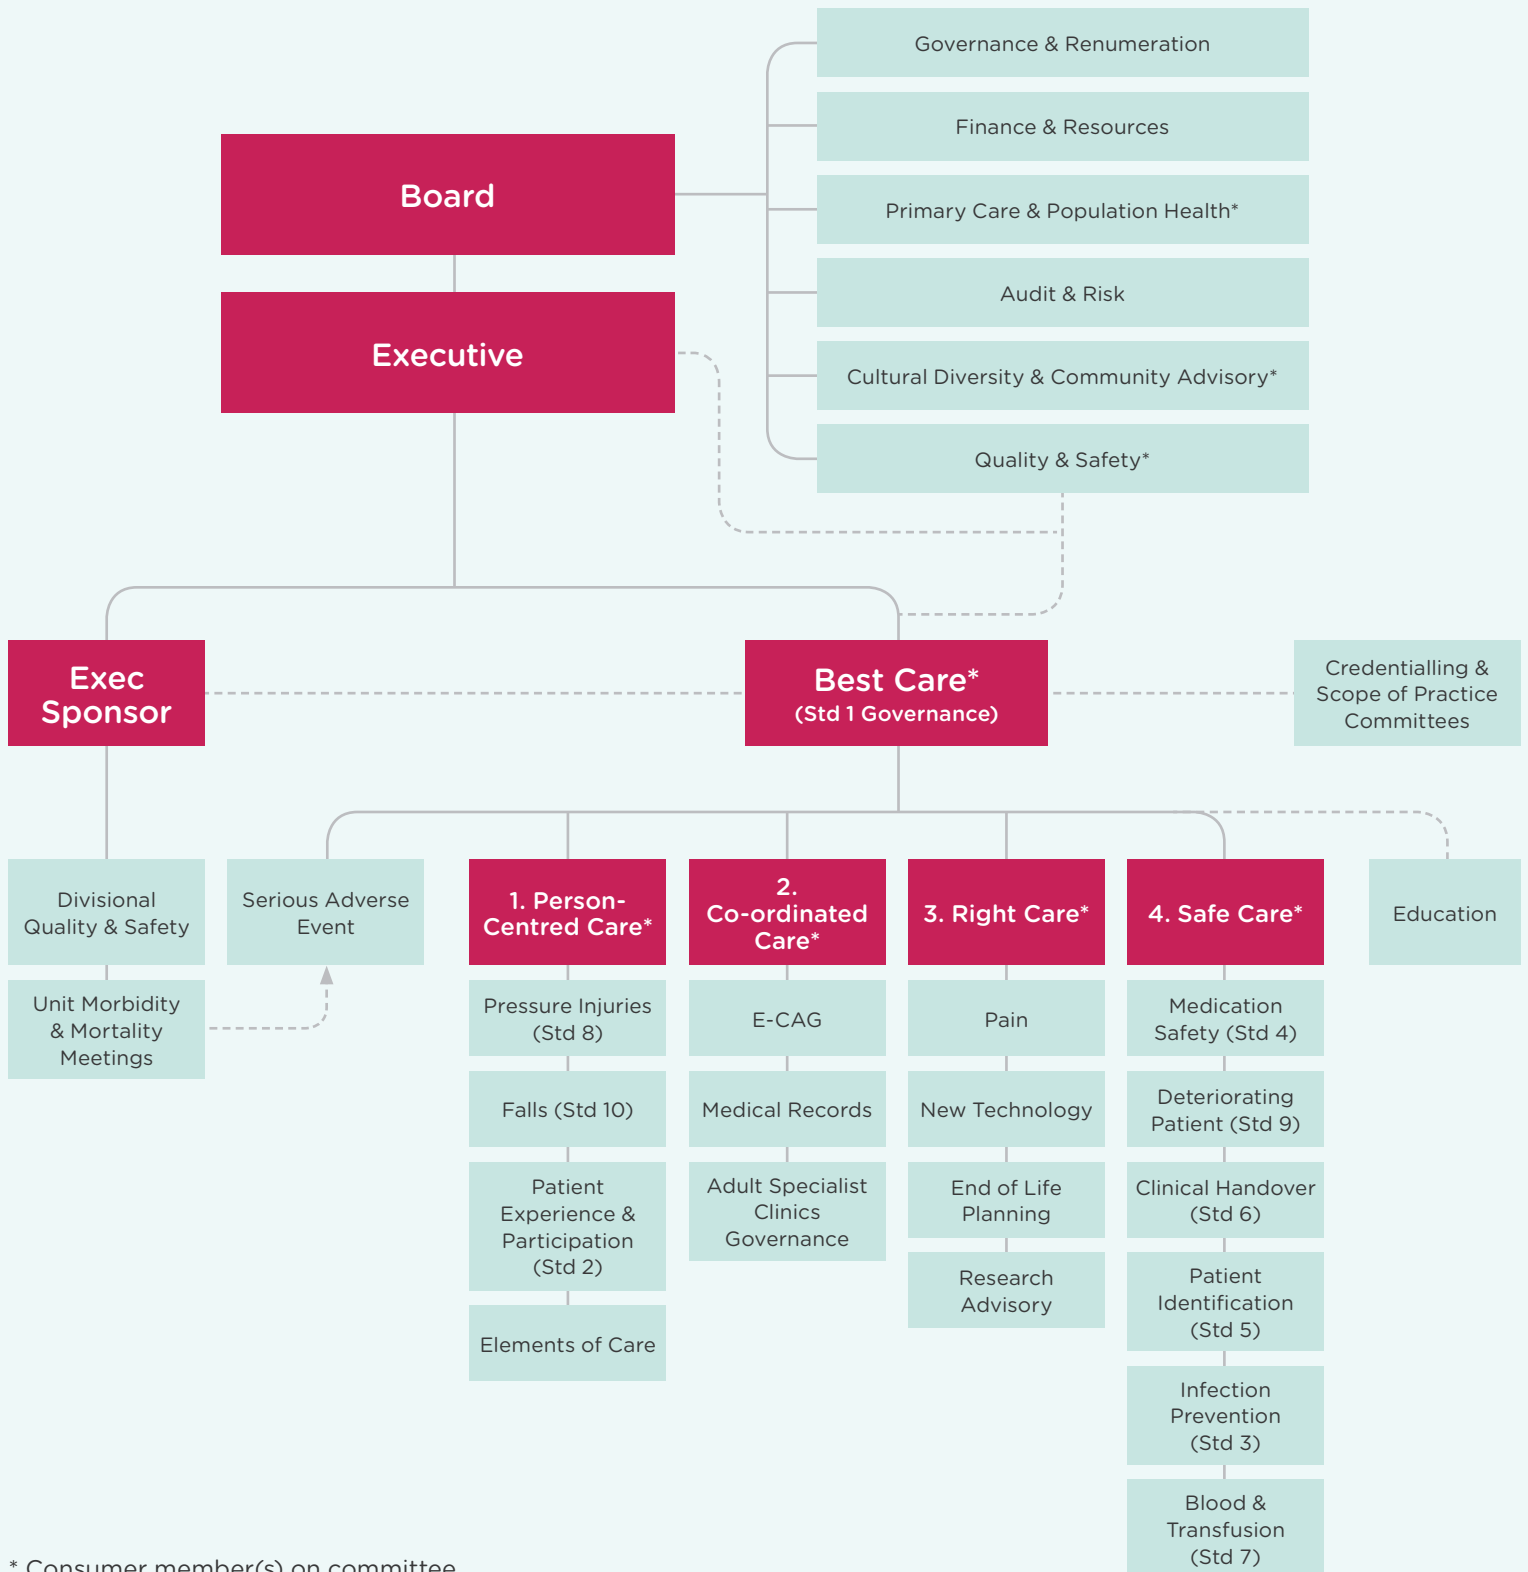 Governance & Renumeration
Finance & Resources
Board
Primary Care & Population Health*
Audit & Risk
Executive
Cultural Diversity & Community Advisory*
Quality & Safety*
Exec
Sponsor
Best Care*
(Std 1 Governance)
Credentialling &
Scope of Practice
Committees
Divisional
Quality & Safety
Serious Adverse
Event
1. Person-
Centred Care*
2.
Co-ordinated
Care*
3. Right Care*
4. Safe Care*
Education
Unit Morbidity
& Mortality
Meetings
Pressure Injuries
(Std 8)
Falls (Std 10)
Patient
Experience &
Participation
(Std 2)
Elements of Care
E-CAG
Medical Records
Adult Specialist
Clinics
Governance
Pain
New Technology
End of Life
Planning
Research
Advisory
Medication
Safety (Std 4)
Deteriorating
Patient (Std 9)
Clinical Handover
(Std 6)
Patient
Identification
(Std 5)
Infection
Prevention
(Std 3)
Blood &
Transfusion
(Std 7)
* Consumer member(s) on committee